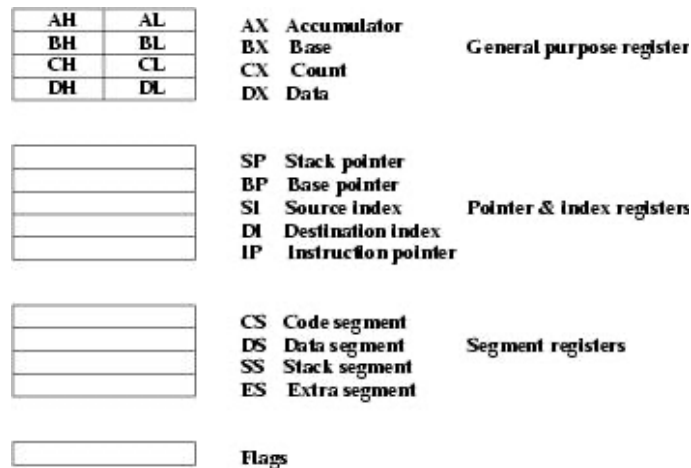 AH AL AX Accumulator
BH BL BX Base General purpose register
CH CL CX Count
DH DL DX Data
SP Stack pointer
BP Base pointer
SI Source index Pointer & index registers
DI Destination index
IP Instruction pointer
CS Code segment
DS Data segment Segment registers
SS Stack segment
ES Extra segment
Flags